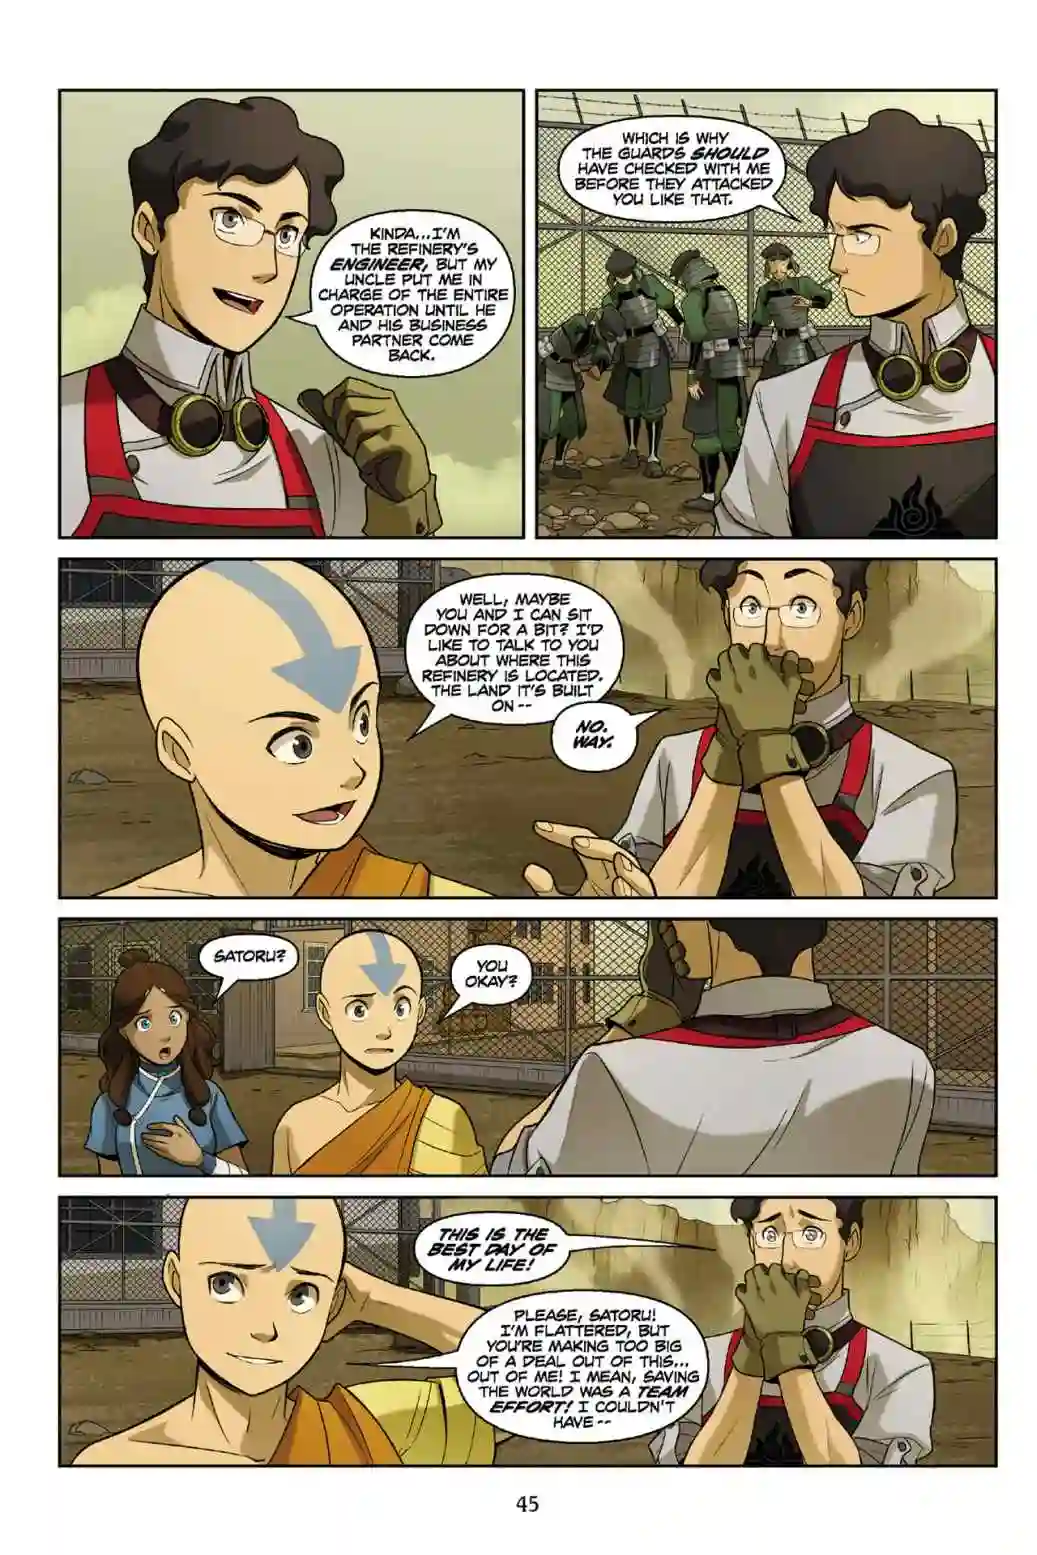 KINDA...I'M
THE REFINERY'S
ENGINEER, BUT MY
UNCLE PUT ME IN
CHARGE OF THE ENTIRE
OPERATION UNTIL HE
AND HIS BUSINESS
PARTNER COME
BACK.
WHICH IS WHY
THE GUARDS SHOULD
HAVE CHECKED WITH ME
BEFORE THEY ATTACKED
YOU LIKE THAT.
WELL, MAYBE
YOU AND I CAN SIT
DOWN FOR A BIT? I'D
LIKE TO TALK TO YOU
ABOUT WHERE THIS
REFINERY IS LOCATED.
THE LAND IT'S BUILT
ON --
NO.
WAY.
SATORU?
YOU
OKAY?
THIS IS THE
BEST DAY OF
MY LIFE!
PLEASE, SATORU!
I'M FLATTERED, BUT
YOU'RE MAKING TOO BIG
OF A DEAL OUT OF THIS...
OUT OF ME! I MEAN, SAVING
THE WORLD WAS A TEAM
EFFORT! I COULDN'T
HAVE --
45